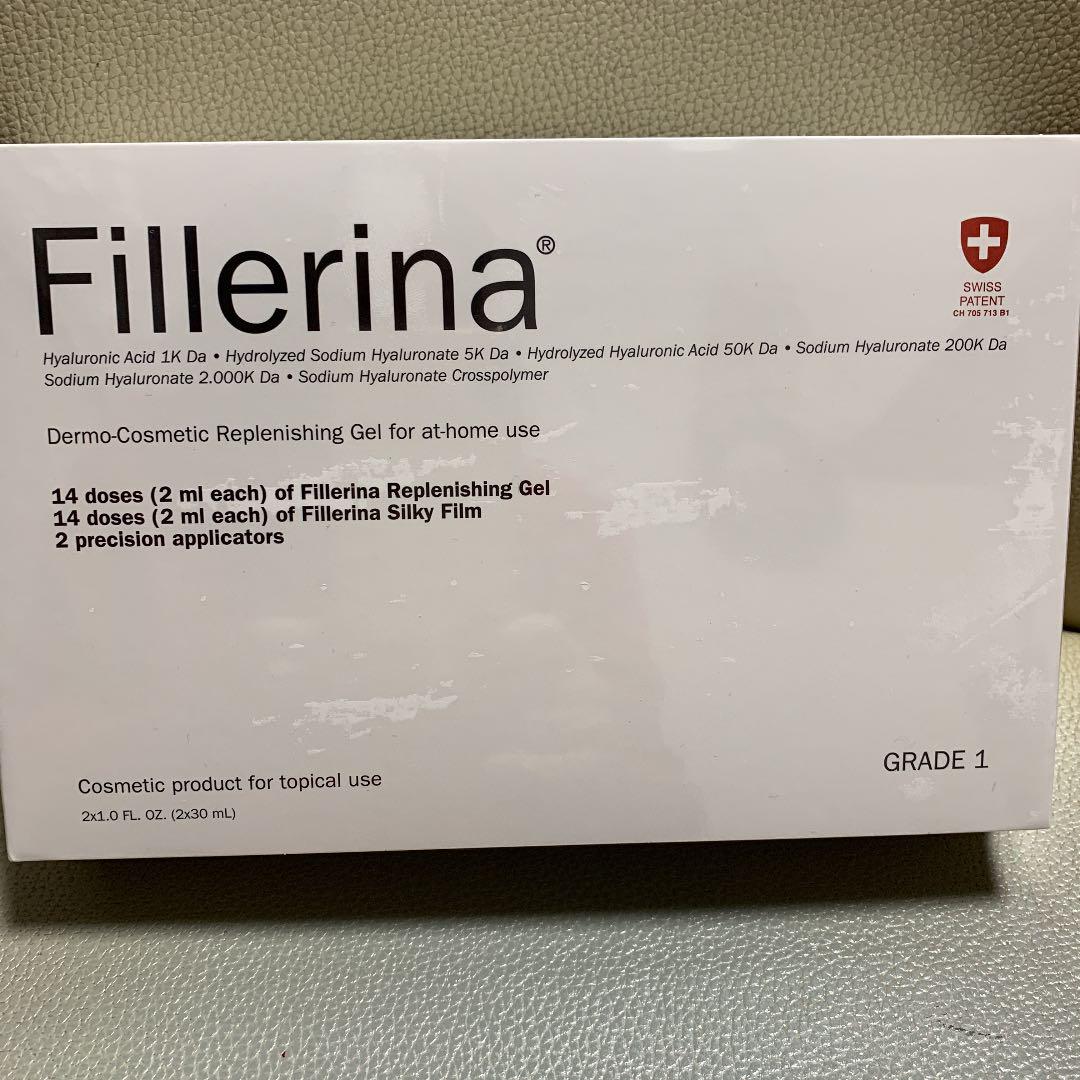 Fillerina®
SWISS
PATENT
CH 705 713 B1
Hyaluronic Acid 1K Da • Hydrolyzed Sodium Hyaluronate 5K Da • Hydrolyzed Hyaluronic Acid 50K Da • Sodium Hyaluronate 200K Da
Sodium Hyaluronate 2.000K Da • Sodium Hyaluronate Crosspolymer
Dermo-Cosmetic Replenishing Gel for at-home use
14 doses (2 ml each) of Fillerina Replenishing Gel
14 doses (2 ml each) of Fillerina Silky Film
2 precision applicators
GRADE 1
Cosmetic product for topical use
2x1.0 FL. OZ. (2x30 mL)